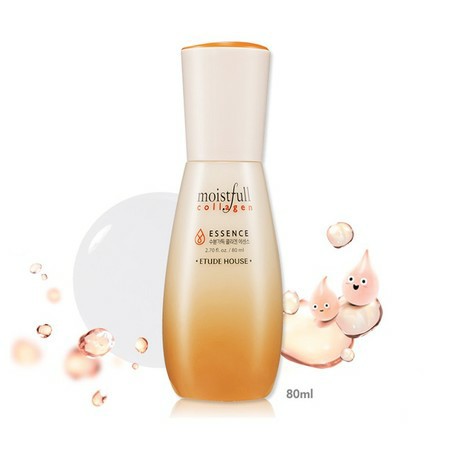 moistfull
collagen
ESSENCE
수분가득 콜라겐 에센스
2.70 fl. oz. / 80 ml
• ETUDE HOUSE •
80ml